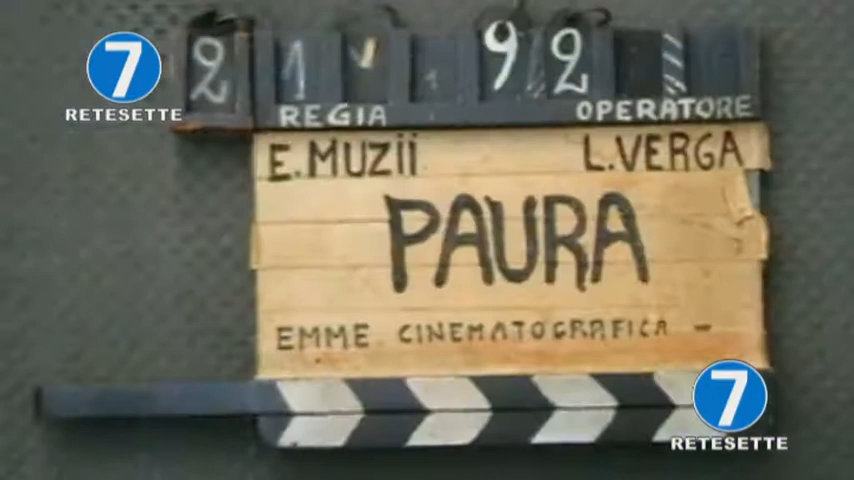 7
RETESETTE
2 1 92
REGIA OPERATORE
E.MUZII L.VERGA
PAURA
EMME CINEMATOGRAFICA -
7
RETESETTE